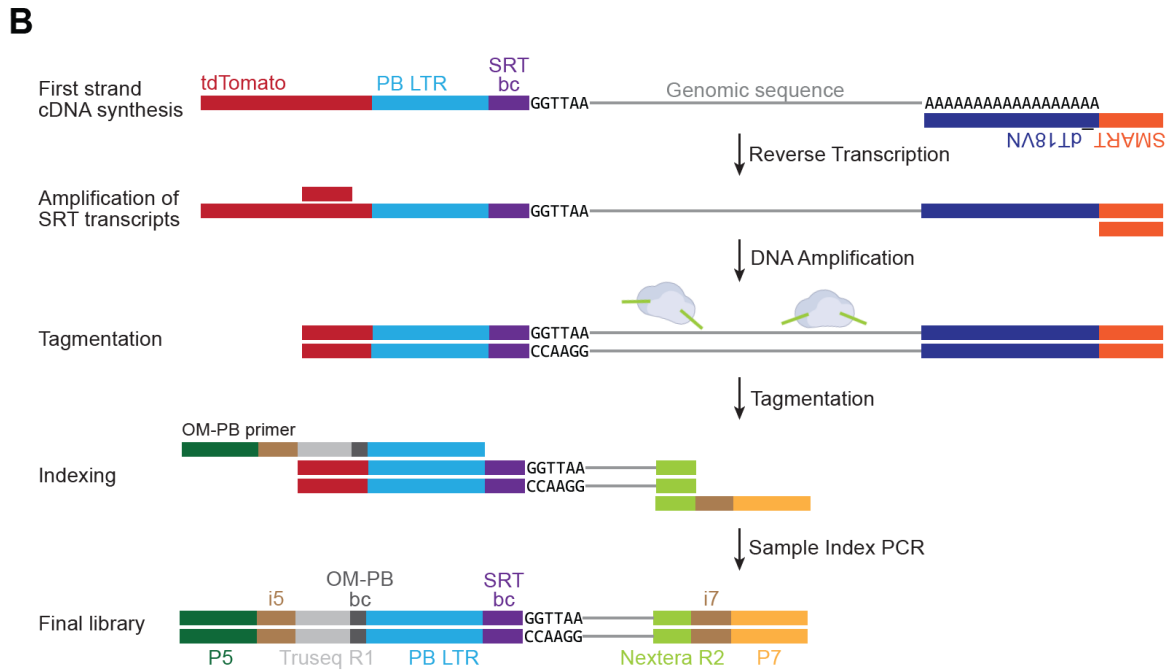 B
First strand
cDNA synthesis
tdTomato
PB LTR
SRT
bc
GGTTAA
Genomic sequence
AAAAAAAAAAAAAAAAAA
SMART_dT18VN
Reverse Transcription
Amplification of
SRT transcripts
GGTTAA
DNA Amplification
Tagmentation
GGTTAA
CCAAGG
Tagmentation
OM-PB primer
Indexing
GGTTAA
CCAAGG
Sample Index PCR
Final library
i5
OM-PB
bc
SRT
bc
GGTTAA
CCAAGG
i7
P5
Truseq R1
PB LTR
Nextera R2
P7